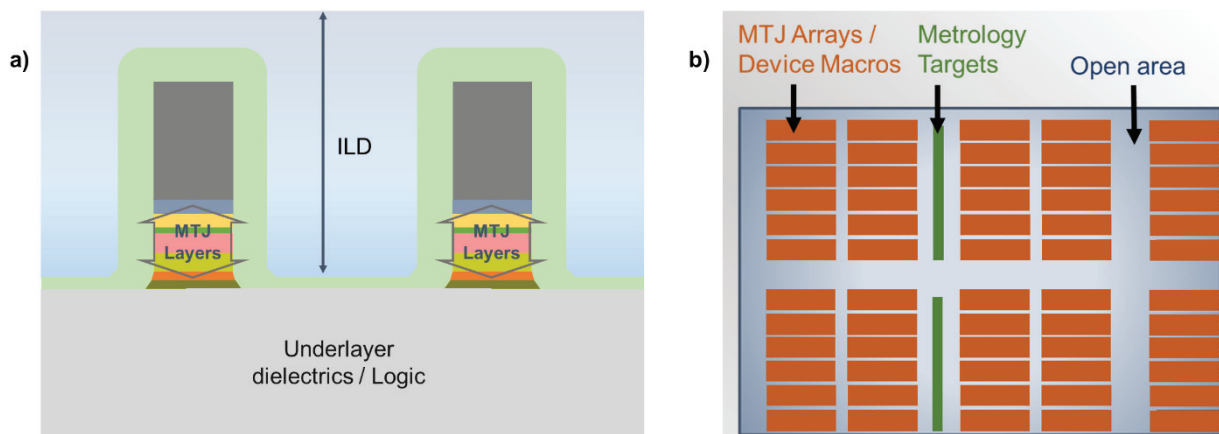 a)
ILD
MTJ
Layers
MTJ
Layers
Underlayer
dielectrics / Logic
b)
MTJ Arrays /
Device Macros
Metrology
Targets
Open area